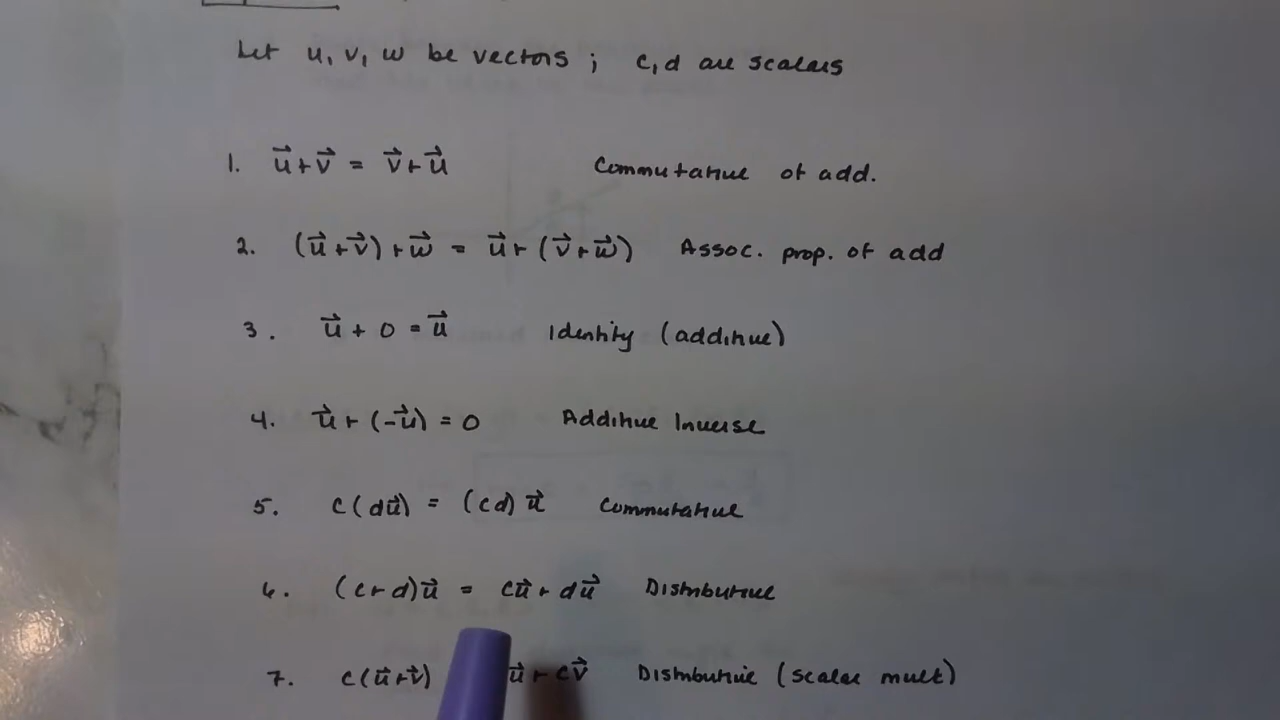 Let u, v, w be vectors ; c, d are scalars
1. u⃗ + v⃗ = v⃗ + u⃗ Commutative of add.
2. (u⃗ + v⃗) + w⃗ = u⃗ + (v⃗ + w⃗) Assoc. prop. of add
3. u⃗ + 0 = u⃗ Identity (additive)
4. u⃗ + (-u⃗) = 0 Additive Inverse
5. c(du⃗) = (cd) u⃗ Commutative
6. (c + d)u⃗ = cu⃗ + du⃗ Distributive
7. c(u⃗ + v⃗) u⃗ + cv⃗ Distributive (scalar mult)